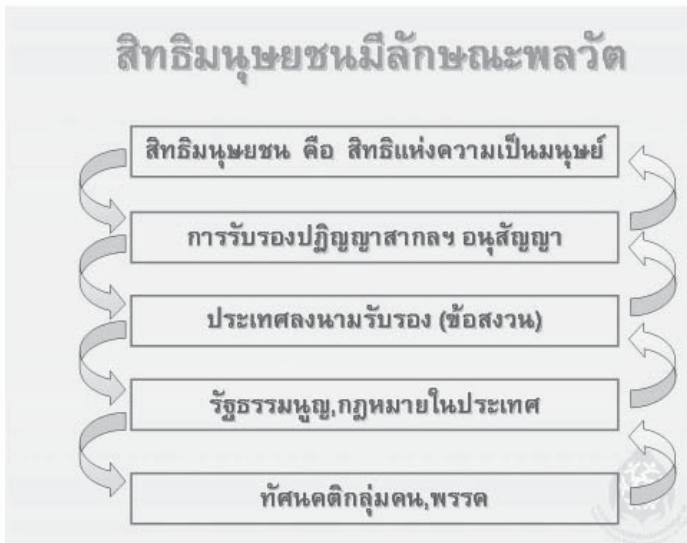 สิทธิมนุษยชนมีลักษณะพลวัต
สิทธิมนุษยชน คือ สิทธิแห่งความเป็นมนุษย์
การรับรองปฏิญญาสากลฯ อนุสัญญา
ประเทศลงนามรับรอง (ข้อสงวน)
รัฐธรรมนูญ,กฎหมายในประเทศ
ทัศนคติกลุ่มคน,พรรค